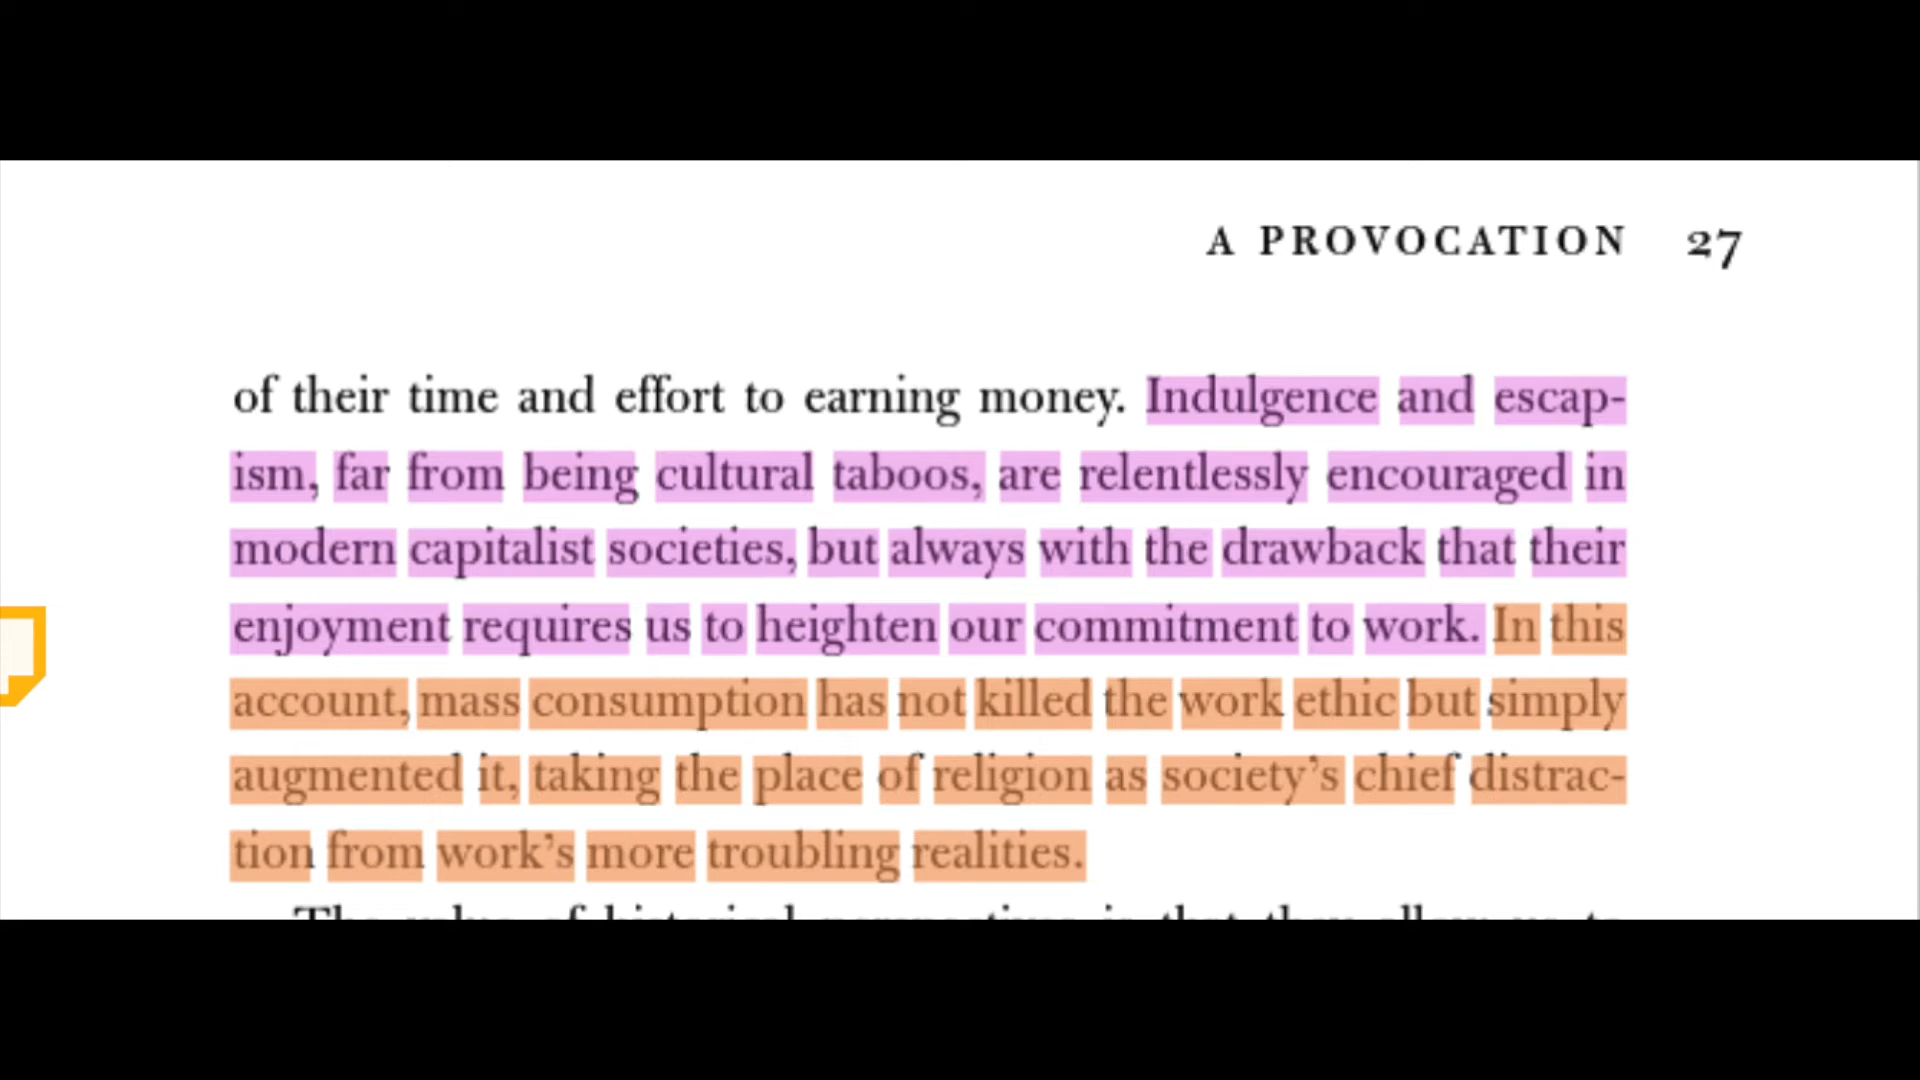 A PROVOCATION 27
of their time and effort to earning money. Indulgence and escap-
ism, far from being cultural taboos, are relentlessly encouraged in
modern capitalist societies, but always with the drawback that their
enjoyment requires us to heighten our commitment to work. In this
account, mass consumption has not killed the work ethic but simply
augmented it, taking the place of religion as society’s chief distrac-
tion from work’s more troubling realities.